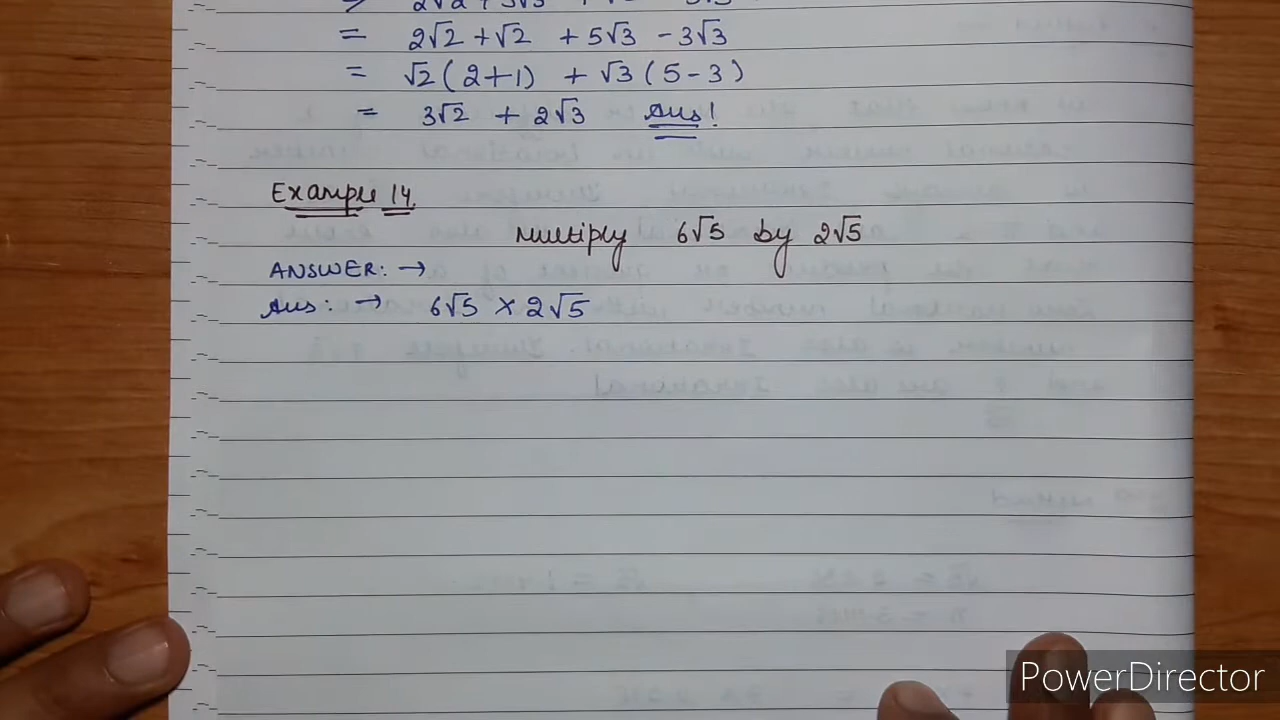 = 2√2 + √2 + 5√3 - 3√3
= √2 ( 2+1 ) + √3 ( 5 - 3 )
= 3√2 + 2√3 Ans!
Example 14.
Multiply 6√5 by 2√5
ANSWER: →
Ans: → 6√5 × 2√5
PowerDirector